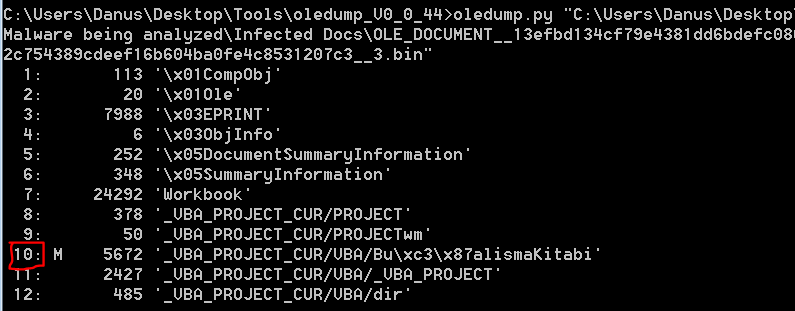 C:\Users\Danus\Desktop\Tools\oledump_V0_0_44>oledump.py "C:\Users\Danus\Desktop
Malware being analyzed\Infected Docs\OLE_DOCUMENT__13efbd134cf79e4381dd6bdefc080
2c754389cdeef16b604ba0fe4c8531207c3__3.bin"
1: 113 '\x01CompObj'
2: 20 '\x01Ole'
3: 7988 '\x03EPRINT'
4: 6 '\x03ObjInfo'
5: 252 '\x05DocumentSummaryInformation'
6: 348 '\x05SummaryInformation'
7: 24292 'Workbook'
8: 378 '_VBA_PROJECT_CUR/PROJECT'
9: 50 '_VBA_PROJECT_CUR/PROJECTwm'
10: M 5672 '_VBA_PROJECT_CUR/VBA/Bu\xc3\x87alismaKitabi'
11: 2427 '_VBA_PROJECT_CUR/VBA/_VBA_PROJECT'
12: 485 '_VBA_PROJECT_CUR/VBA/dir'